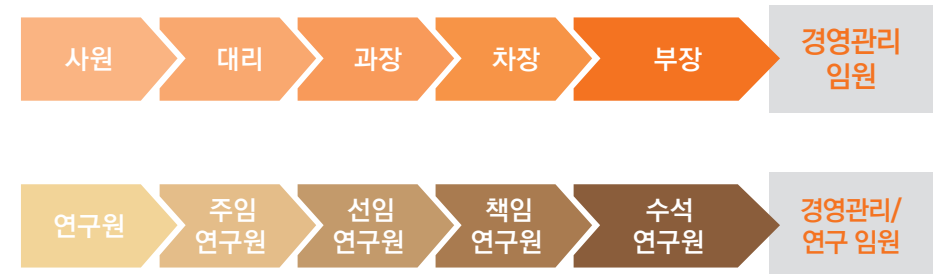 사원
대리
과장
차장
부장
경영관리
임원
연구원
주임
연구원
선임
연구원
책임
연구원
수석
연구원
경영관리/
연구 임원